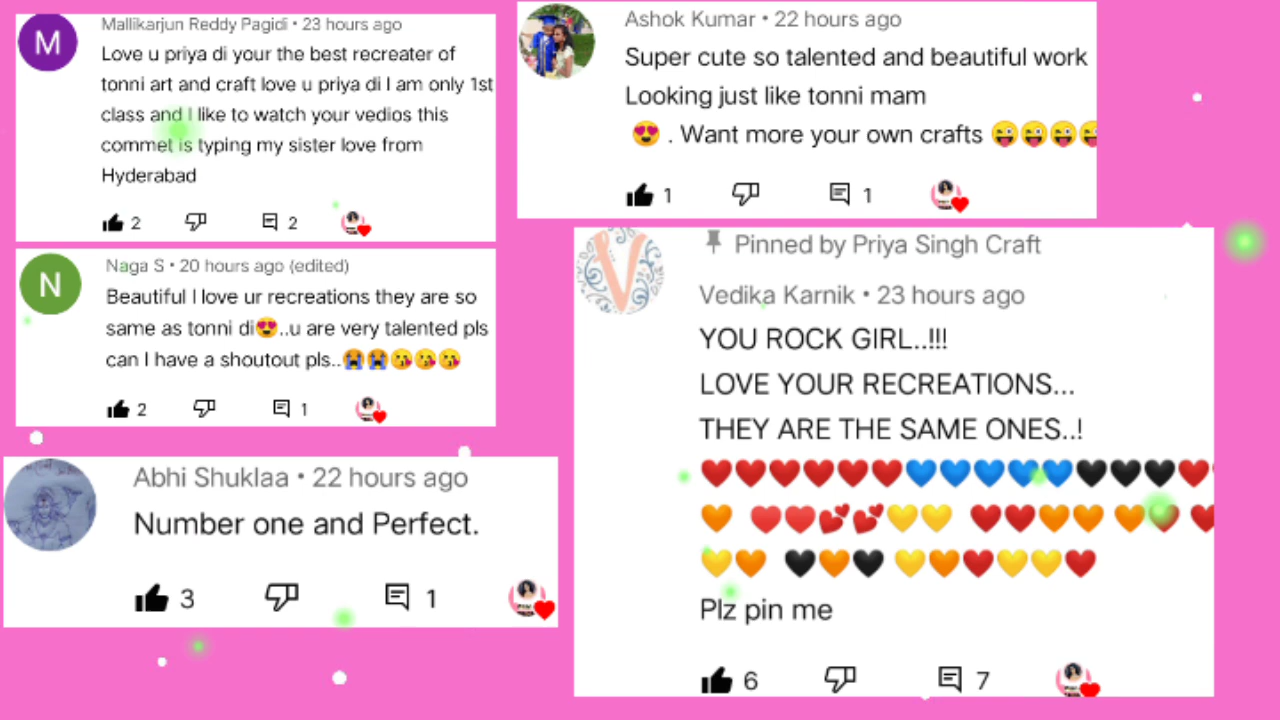 M
Mallikarjun Reddy Pagidi • 23 hours ago
Love u priya di your the best recreater of
tonni art and craft love u priya di I am only 1st
class and I like to watch your vedios this
commet is typing my sister love from
Hyderabad
2 2
N
Naga S • 20 hours ago (edited)
Beautiful I love ur recreations they are so
same as tonni di😍..u are very talented pls
can I have a shoutout pls..😭😭😘😘😘
2 1
Abhi Shuklaa • 22 hours ago
Number one and Perfect.
3 1
Ashok Kumar • 22 hours ago
Super cute so talented and beautiful work
Looking just like tonni mam
😍 . Want more your own crafts 😜😜😜😜
1 1
V
Pinned by Priya Singh Craft
Vedika Karnik • 23 hours ago
YOU ROCK GIRL..!!!
LOVE YOUR RECREATIONS...
THEY ARE THE SAME ONES..!
❤️❤️❤️❤️❤️❤️💙💙💙💙💙🖤🖤🖤❤️❤️
🧡 ♥️♥️💕💕💛💛 ❤️❤️🧡🧡 🧡❤️ ❤️
💛🧡 🖤🧡🖤 💛🧡❤️💛💛❤️
Plz pin me
6 7